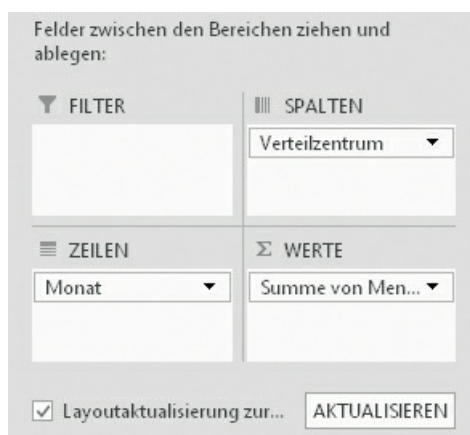 Felder zwischen den Bereichen ziehen und
ablegen:
FILTER
SPALTEN
Verteilzentrum
ZEILEN
Σ WERTE
Monat
Summe von Men...
Layoutaktualisierung zur...
AKTUALISIEREN